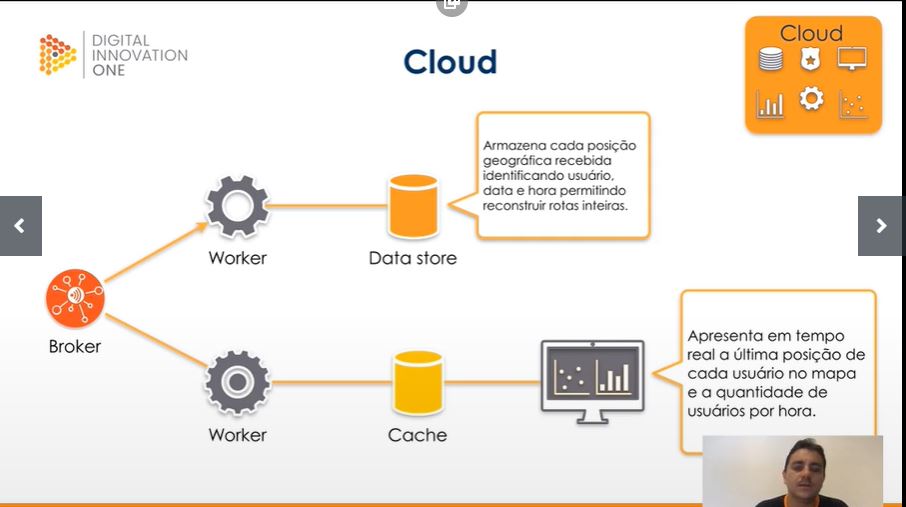 DIGITAL
INNOVATION
ONE
Cloud
Cloud
Armazena cada posição
geográfica recebida
identificando usuário,
data e hora permitindo
reconstruir rotas inteiras.
Worker
Data store
Broker
Apresenta em tempo
real a última posição de
cada usuário no mapa
e a quantidade de
usuários por hora.
Worker
Cache